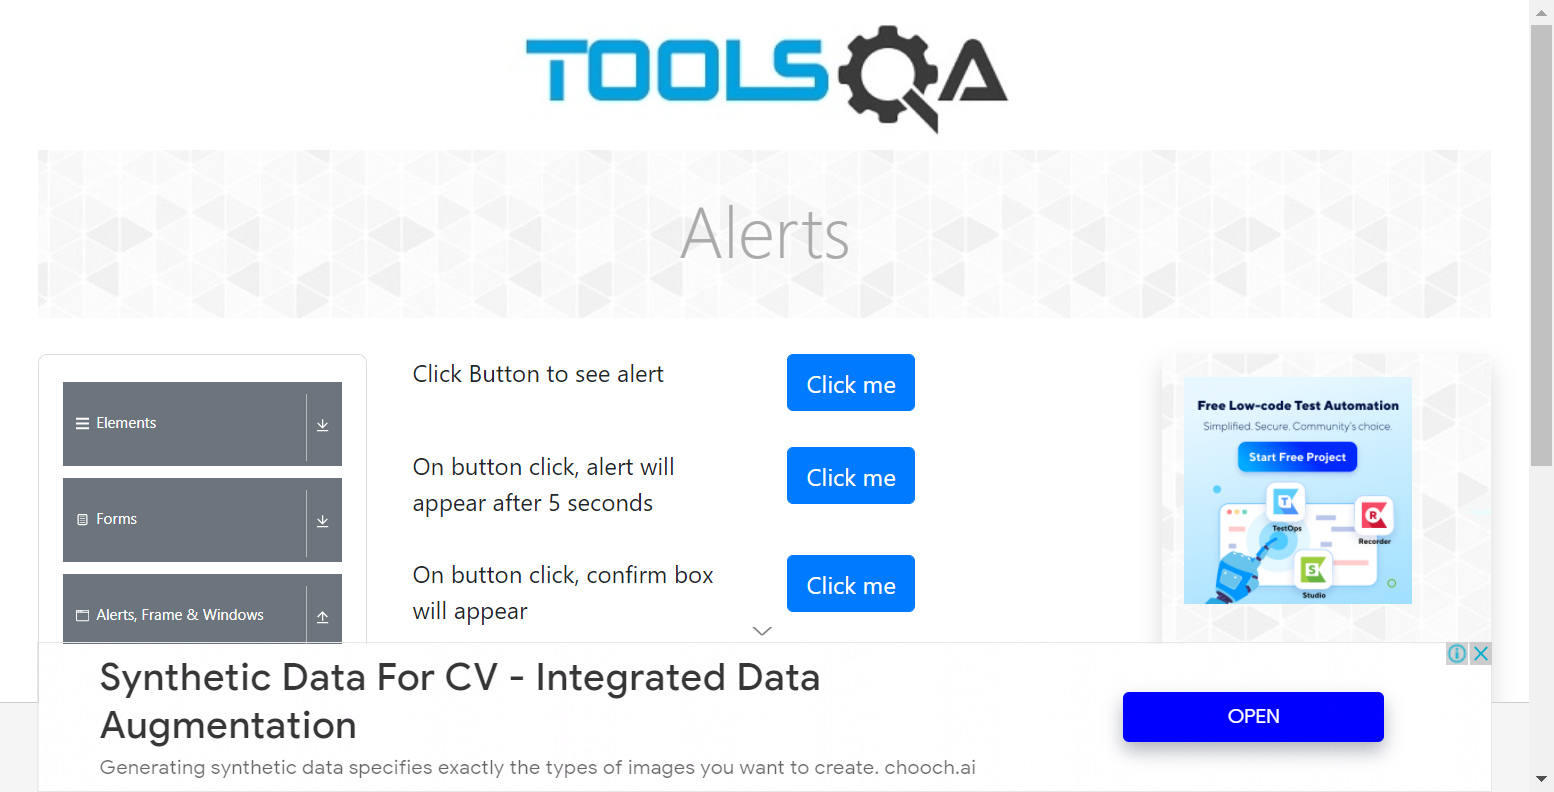 TOOLSQA
Alerts
Elements
Forms
Alerts, Frame & Windows
Click Button to see alert
Click me
On button click, alert will
appear after 5 seconds
Click me
On button click, confirm box
will appear
Click me
Free Low-code Test Automation
Simplified. Secure. Community's choice.
Start Free Project
TestOps
Recorder
Studio
Synthetic Data For CV - Integrated Data
Augmentation
Generating synthetic data specifies exactly the types of images you want to create. chooch.ai
OPEN